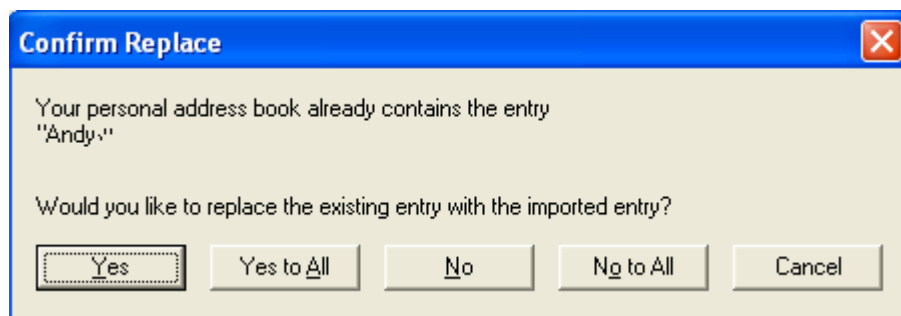 Confirm Replace
Your personal address book already contains the entry
"Andy"
Would you like to replace the existing entry with the imported entry?
Yes
Yes to All
No
No to All
Cancel